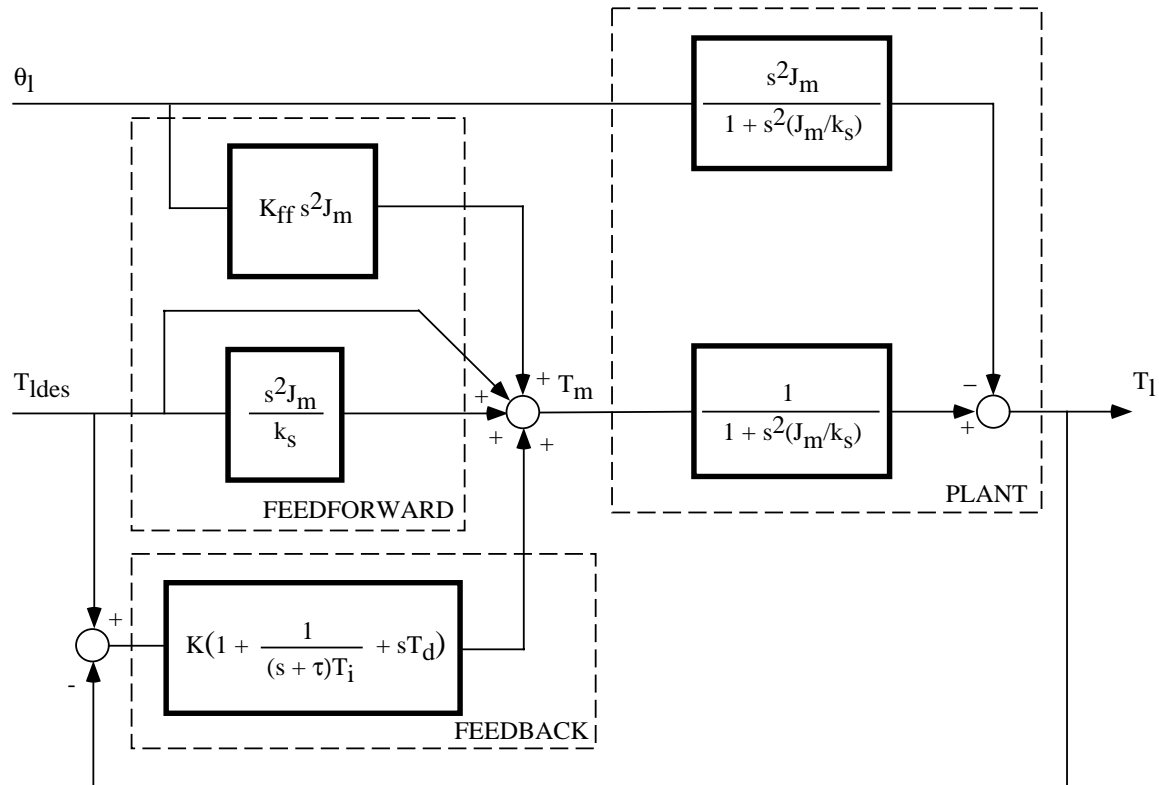 θl
s2Jm
1 + s2(Jm/ks)
Kff s2Jm
Tldes
s2Jm
ks
+
+
+
+
Tm
1
1 + s2(Jm/ks)
−
+
Tl
FEEDFORWARD
PLANT
+
-
K(1 + 1 + sTd)
(s + τ)Ti
FEEDBACK